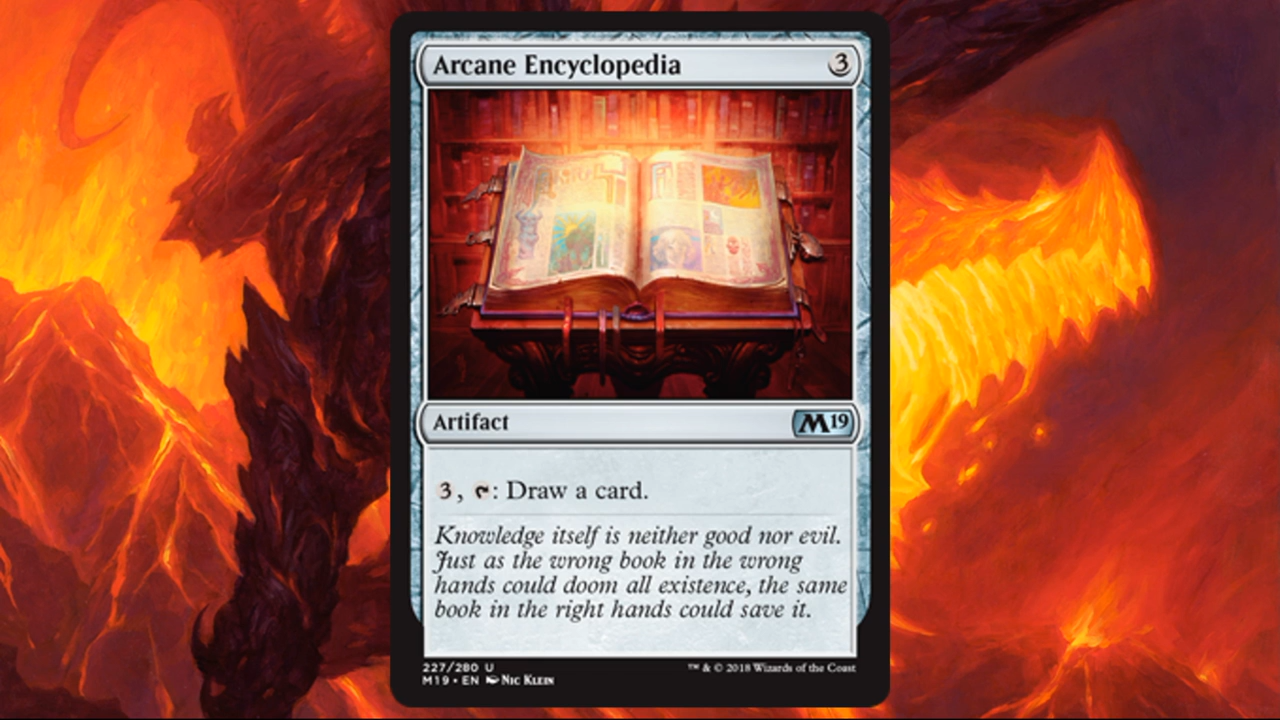 Arcane Encyclopedia 3
Artifact M19
3, : Draw a card.
Knowledge itself is neither good nor evil.
Just as the wrong book in the wrong
hands could doom all existence, the same
book in the right hands could save it.
227/280 U ™ & © 2018 Wizards of the Coast
M19 • EN Nic Klein